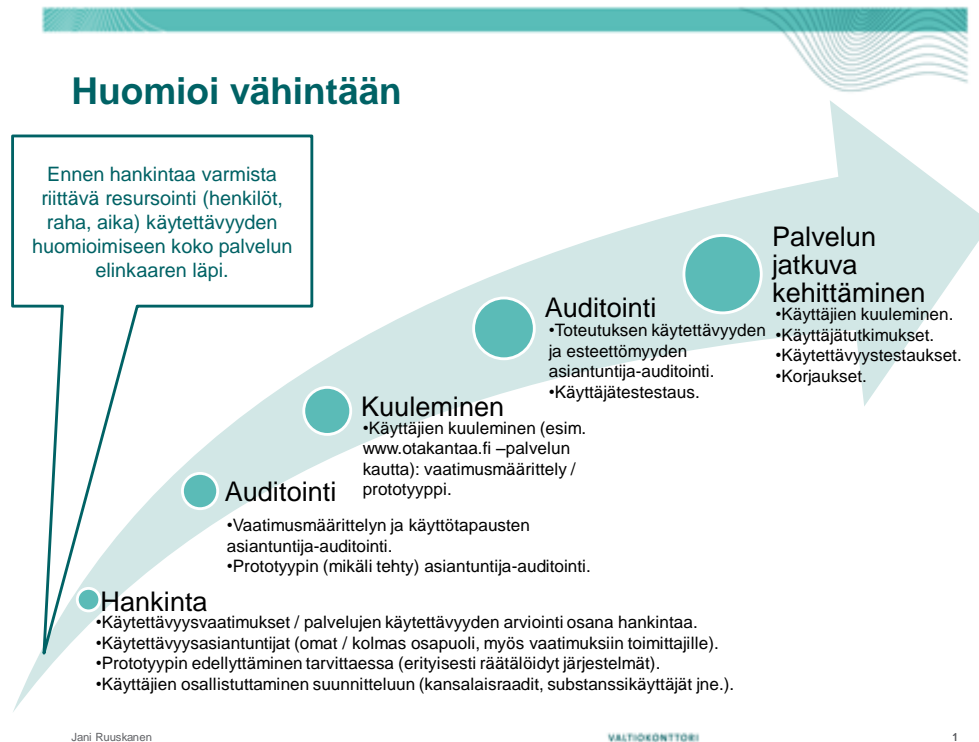 Huomioi vähintään
Ennen hankintaa varmista
riittävä resursointi (henkilöt,
raha, aika) käytettävyyden
huomioimiseen koko palvelun
elinkaaren läpi.
Palvelun
jatkuva
kehittäminen
•Käyttäjien kuuleminen.
•Käyttäjätutkimukset.
•Käytettävyystestaukset.
•Korjaukset.
Auditointi
•Toteutuksen käytettävyyden
ja esteettömyyden
asiantuntija-auditointi.
•Käyttäjätestestaus.
Kuuleminen
•Käyttäjien kuuleminen (esim.
www.otakantaa.fi –palvelun
kautta): vaatimusmäärittely /
prototyyppi.
Auditointi
•Vaatimusmäärittelyn ja käyttötapausten
asiantuntija-auditointi.
•Prototyypin (mikäli tehty) asiantuntija-auditointi.
Hankinta
•Käytettävyysvaatimukset / palvelujen käytettävyyden arviointi osana hankintaa.
•Käytettävyysasiantuntijat (omat / kolmas osapuoli, myös vaatimuksiin toimittajille).
•Prototyypin edellyttäminen tarvittaessa (erityisesti räätälöidyt järjestelmät).
•Käyttäjien osallistuttaminen suunnitteluun (kansalaisraadit, substanssikäyttäjät jne.).
Jani Ruuskanen
VALTIOKONTTORI
1